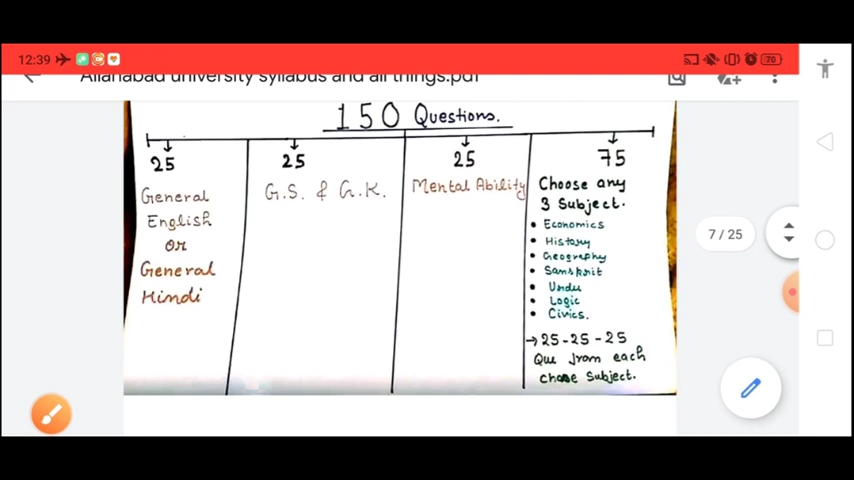 12:39
70
Allahabad university syllabus and all things.pdf
150 Questions.
25
General
English
or
General
Hindi
25
G.S. & G.K.
25
Mental Ability
75
Choose any
3 Subject.
• Economics
• History
• Geography
• Sanskrit
• Urdu
• Logic
• Civics.
→ 25-25-25
Que from each
chose Subject.
7 / 25